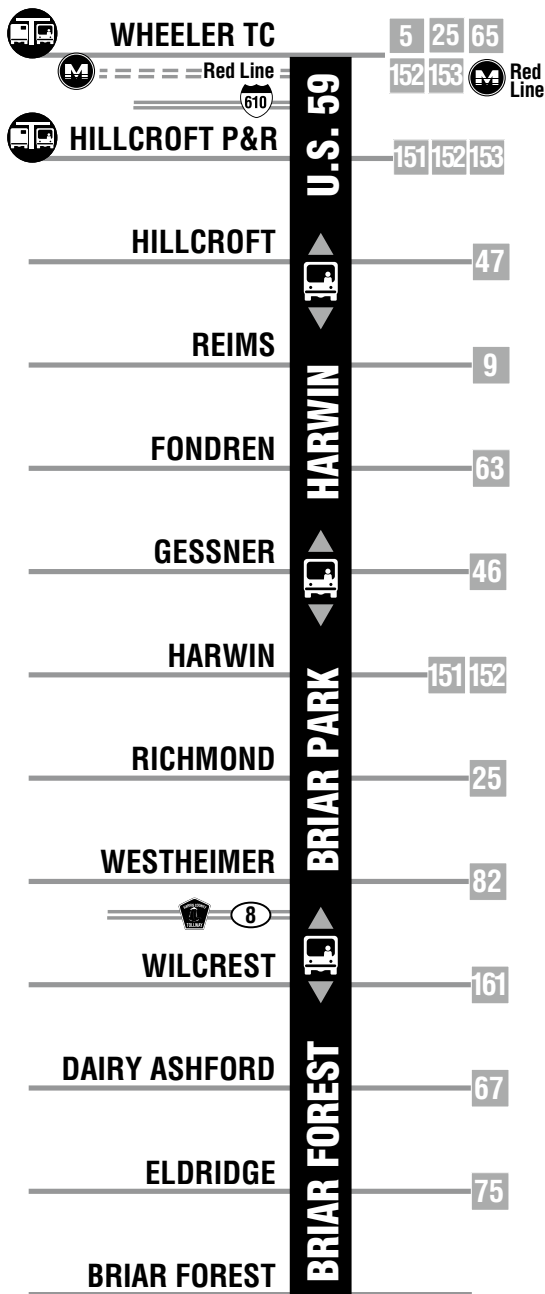 WHEELER TC 5 25 65
M Red Line 152 153 M Red Line
610
HILLCROFT P&R 151 152 153
U.S. 59
HILLCROFT 47
REIMS 9
HARWIN
FONDREN 63
GESSNER 46
HARWIN 151 152
BRIAR PARK
RICHMOND 25
WESTHEIMER 82
8
WILCREST 161
DAIRY ASHFORD 67
BRIAR FOREST
ELDRIDGE 75
BRIAR FOREST